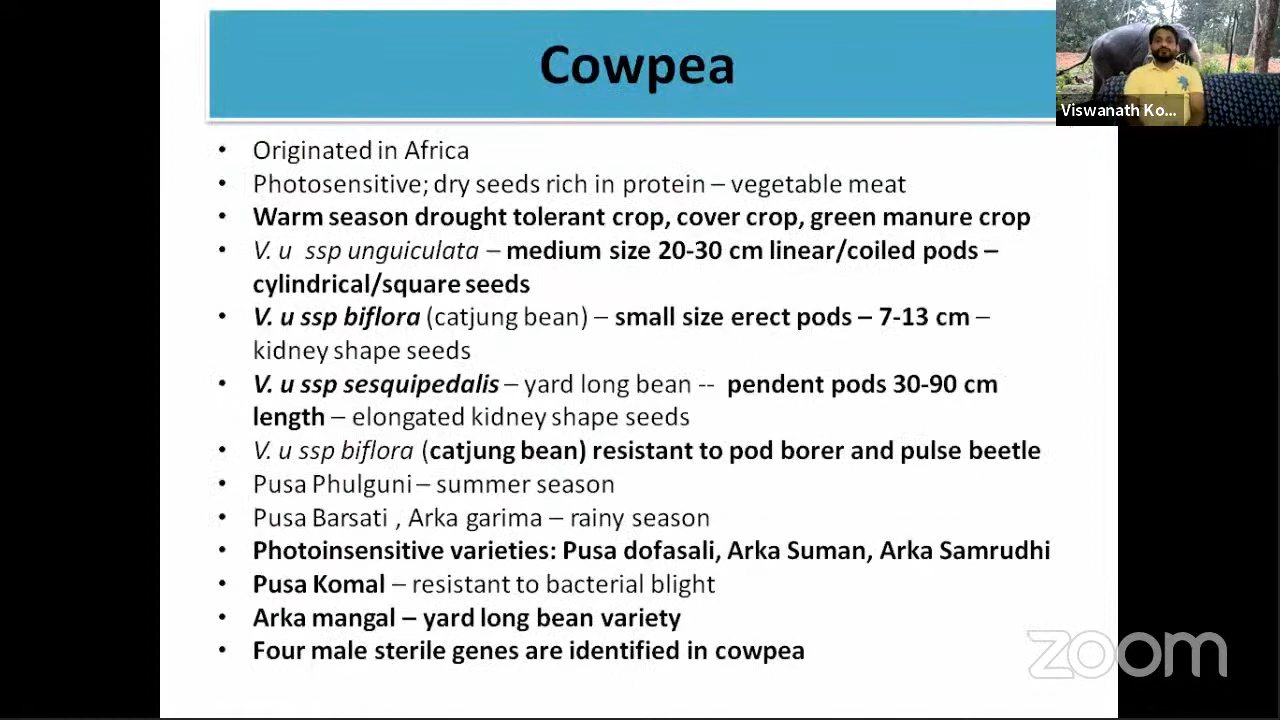 Cowpea
Viswanath Ko...
• Originated in Africa
• Photosensitive; dry seeds rich in protein – vegetable meat
• Warm season drought tolerant crop, cover crop, green manure crop
• V. u ssp unguiculata – medium size 20-30 cm linear/coiled pods –
cylindrical/square seeds
• V. u ssp biflora (catjung bean) – small size erect pods – 7-13 cm –
kidney shape seeds
• V. u ssp sesquipedalis – yard long bean -- pendent pods 30-90 cm
length – elongated kidney shape seeds
• V. u ssp biflora (catjung bean) resistant to pod borer and pulse beetle
• Pusa Phulguni – summer season
• Pusa Barsati , Arka garima – rainy season
• Photoinsensitive varieties: Pusa dofasali, Arka Suman, Arka Samrudhi
• Pusa Komal – resistant to bacterial blight
• Arka mangal – yard long bean variety
• Four male sterile genes are identified in cowpea
zoom